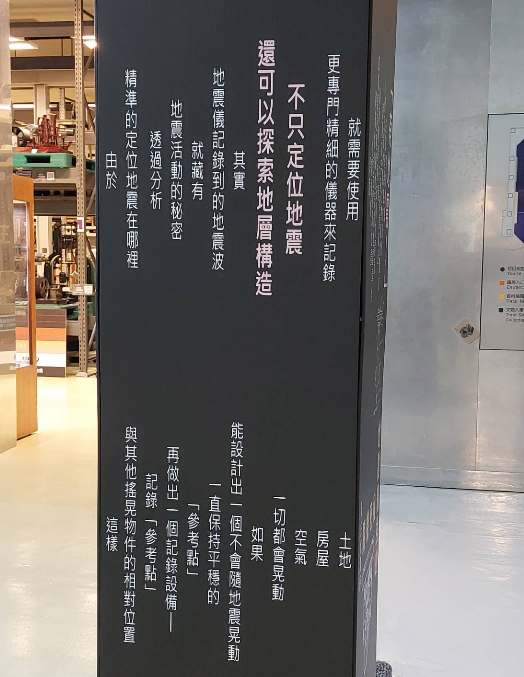 就需要使用
更專門精細的儀器來記錄
不只定位地震
還可以探索地層構造
其實
地震儀記錄到的地震波
就藏有
地震活動的秘密
透過分析
精準的定位地震在哪裡
由於
土地
房屋
空氣
一切都會晃動
如果
能設計出一個不會隨地震晃動
一直保持平穩的
「參考點」
再做出一個記錄設備—
記錄「參考點」
與其他搖晃物件的相對位置
這樣